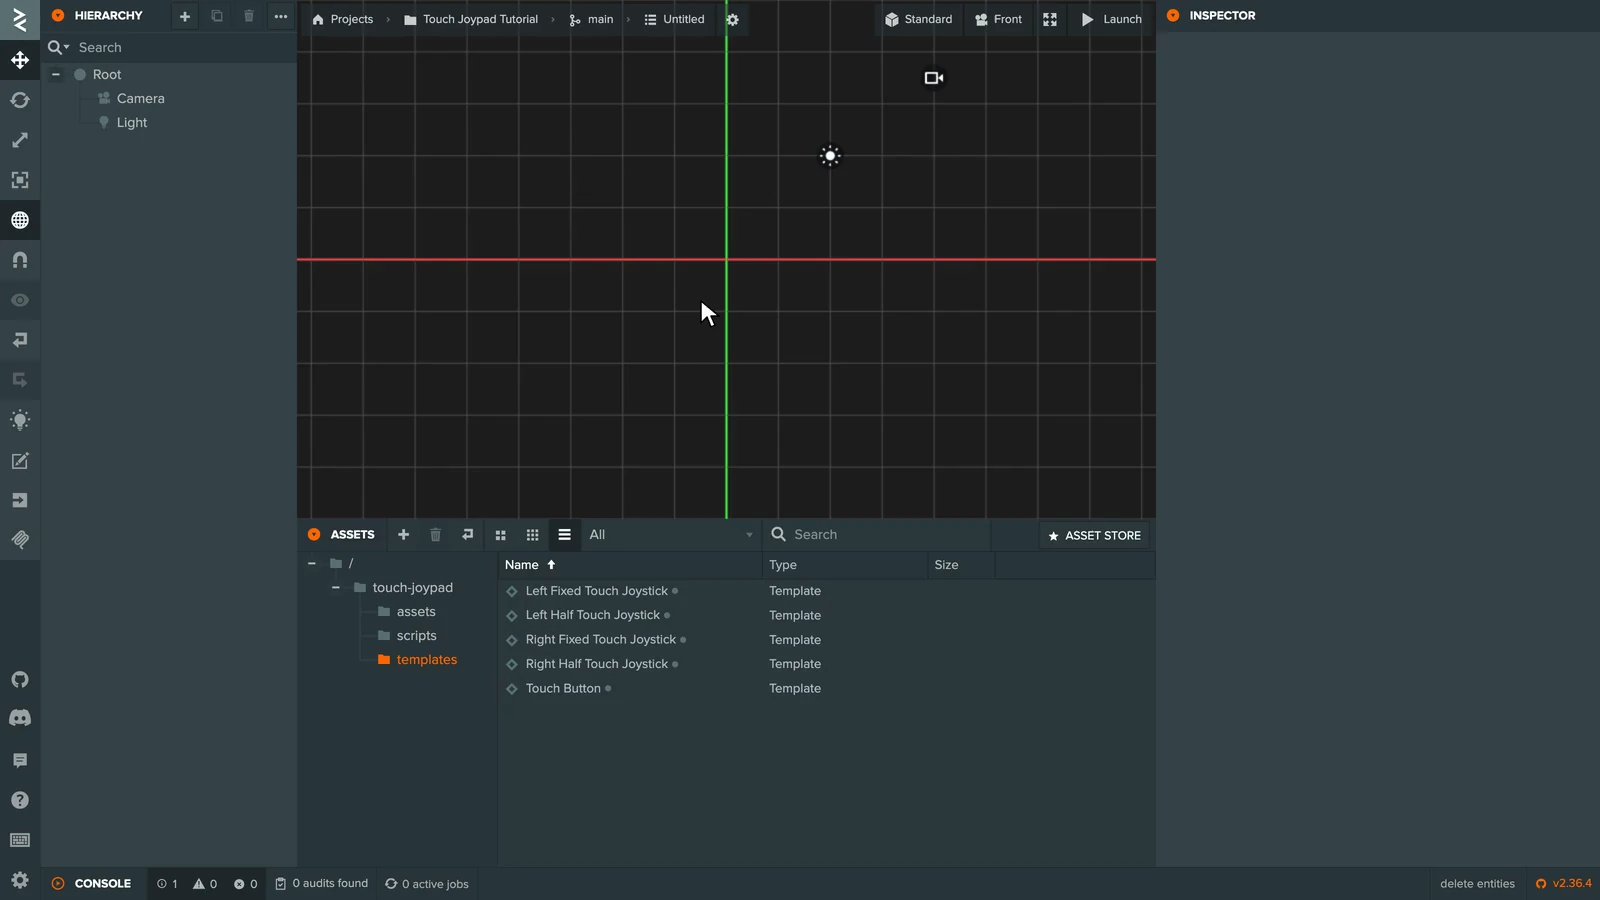 HIERARCHY
Projects
Touch Joypad Tutorial
main
Untitled
Standard
Front
Launch
INSPECTOR
Search
Root
Camera
Light
ASSETS
All
Search
ASSET STORE
/
touch-joypad
assets
scripts
templates
Name
Type
Size
Left Fixed Touch Joystick
Template
Left Half Touch Joystick
Template
Right Fixed Touch Joystick
Template
Right Half Touch Joystick
Template
Touch Button
Template
CONSOLE
1
0
0
0 audits found
0 active jobs
delete entities
v2.36.4